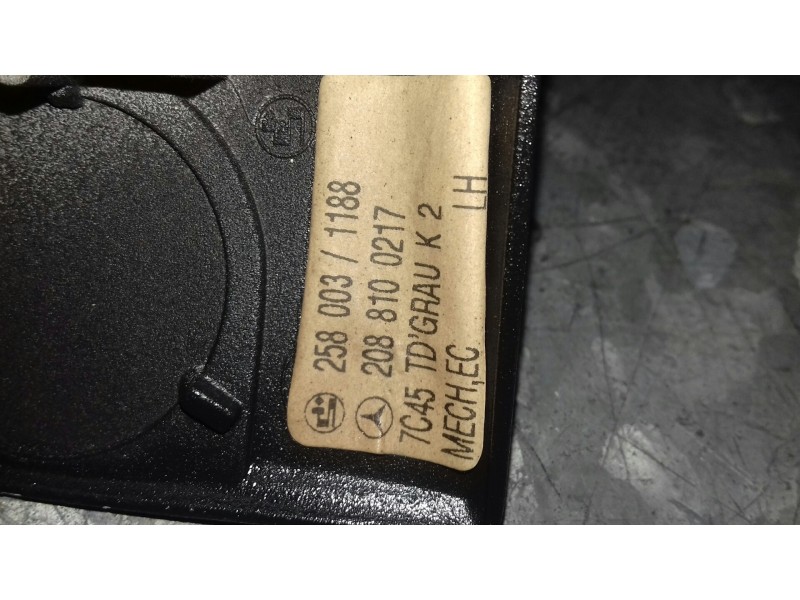 258 003 / 1188
208 810 0217
7C45 TD'GRAU K 2
MECH,EC LH